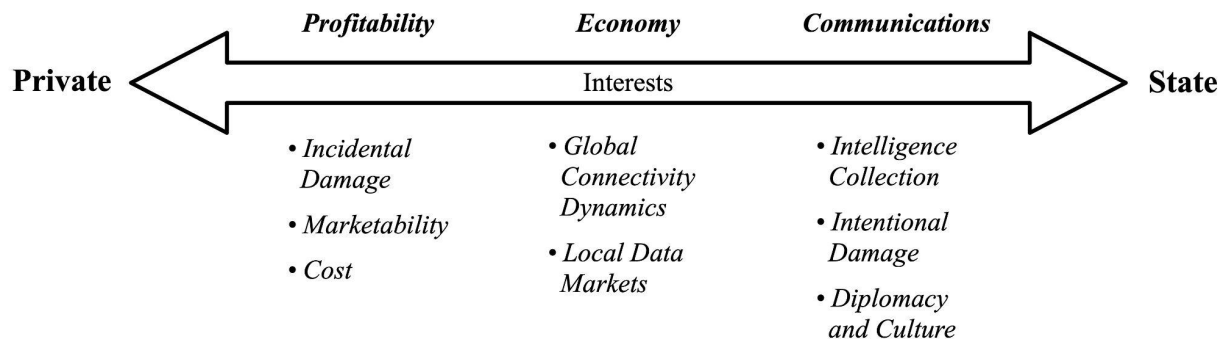 Profitability Economy Communications
Private Interests State
• Incidental
Damage
• Marketability
• Cost
• Global
Connectivity
Dynamics
• Local Data
Markets
• Intelligence
Collection
• Intentional
Damage
• Diplomacy
and Culture